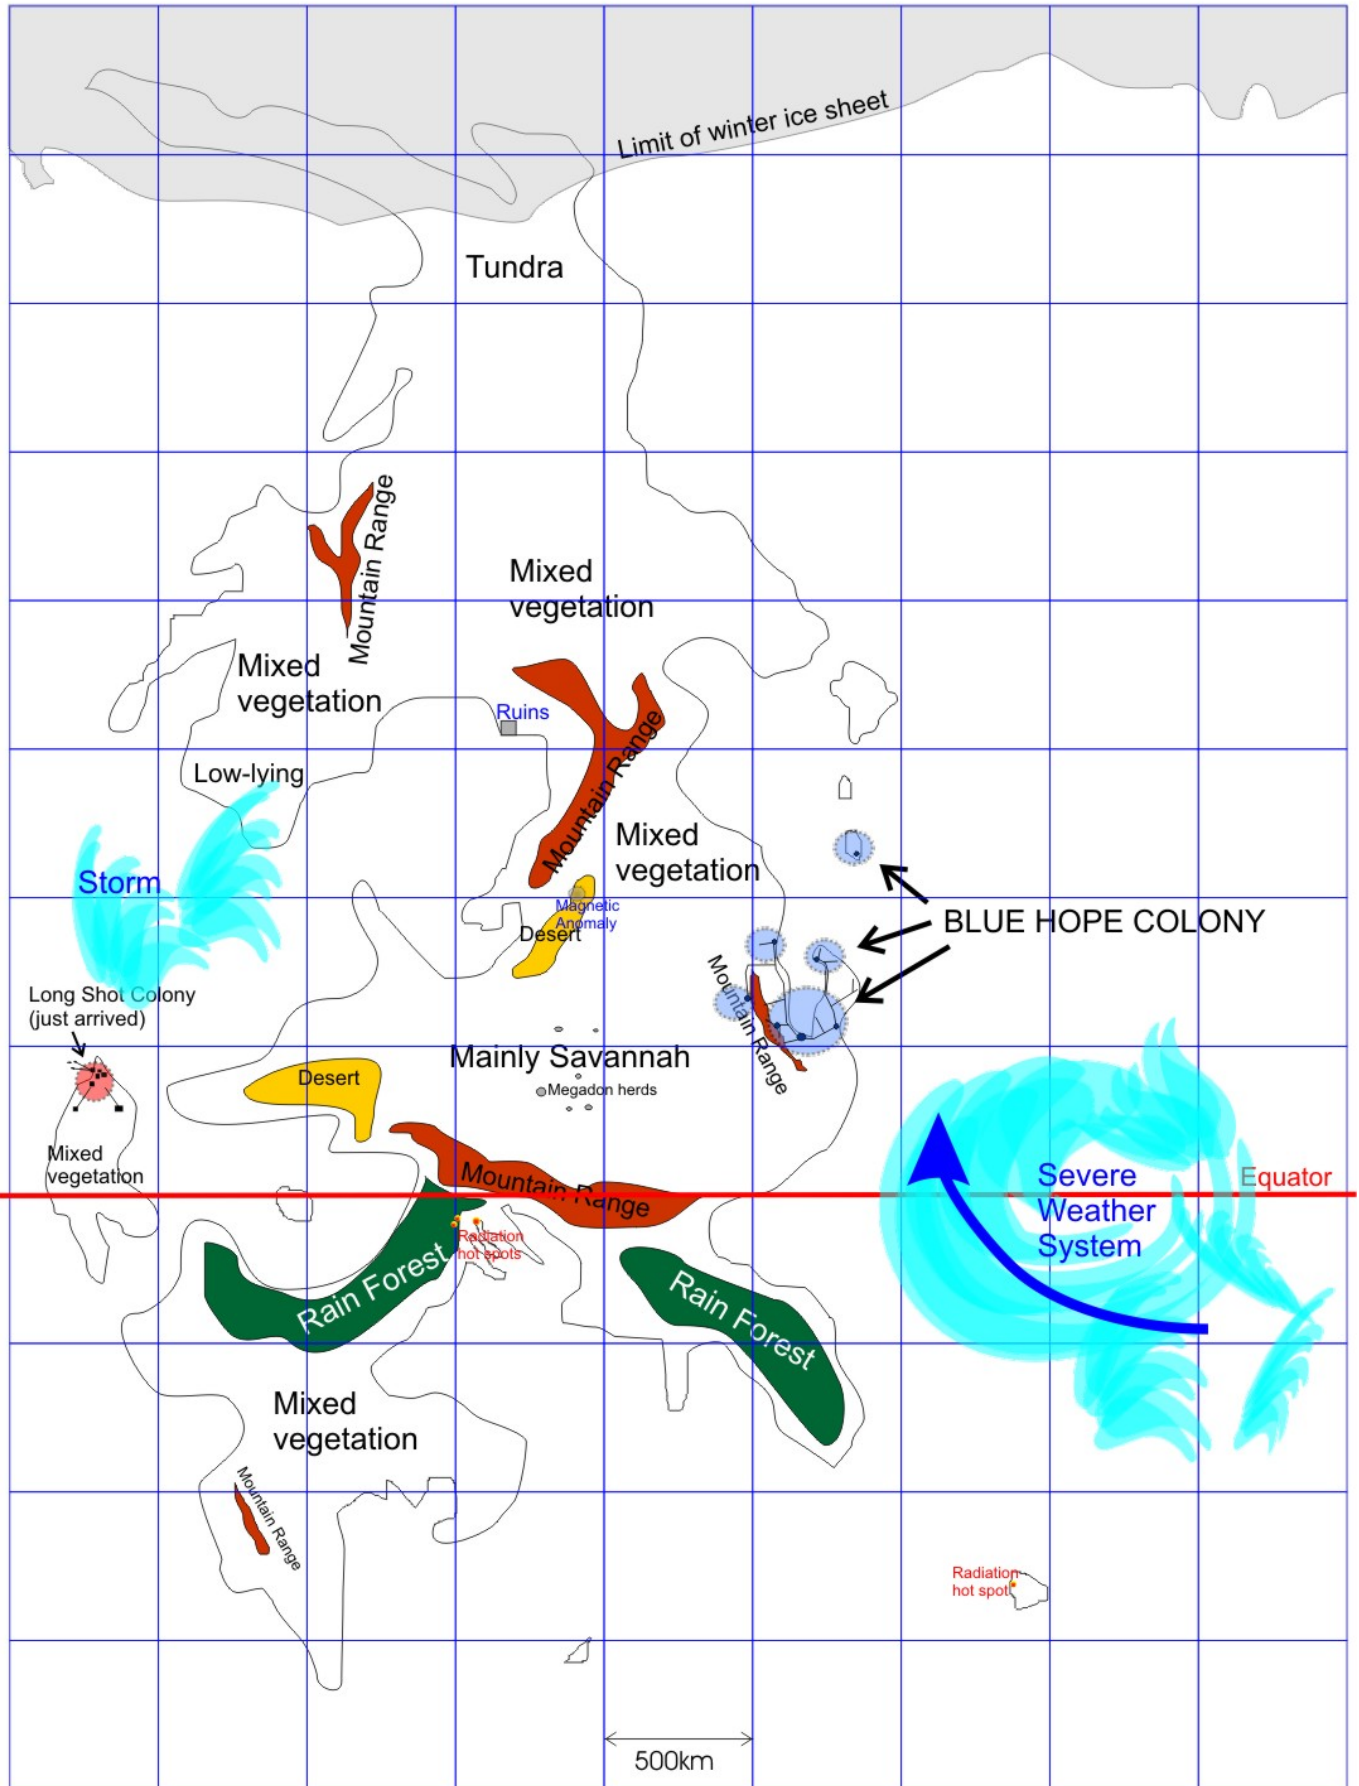 Limit of winter ice sheet
Tundra
Mountain Range
Mixed
vegetation
Mixed
vegetation
Ruins
Mountain Range
Low-lying
Mixed
vegetation
Storm
Magnetic
Anomaly
Desert
BLUE HOPE COLONY
Mountain Range
Long Shot Colony
(just arrived)
Mainly Savannah
Desert
Megadon herds
Mixed
vegetation
Mountain Range
Severe
Weather
System
Equator
Radiation
hot spots
Rain Forest
Rain Forest
Mixed
vegetation
Mountain Range
Radiation
hot spot
500km